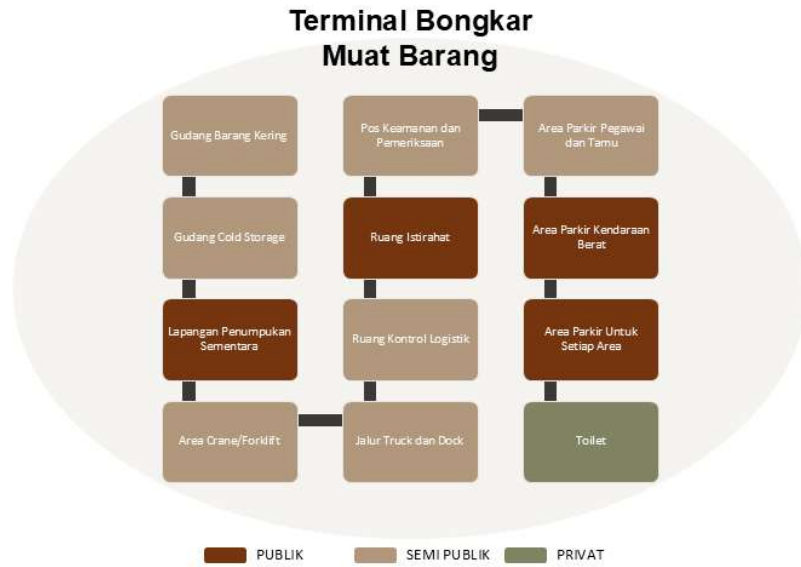 Terminal Bongkar
Muat Barang
Gudang Barang Kering
Gudang Cold Storage
Lapangan Penumpukan
Sementara
Area Crane/Forklift
Jalur Truck dan Dock
Ruang Kontrol Logistik
Ruang Istirahat
Pos Keamanan dan
Pemeriksaan
Area Parkir Pegawai
dan Tamu
Area Parkir Kendaraan
Berat
Area Parkir Untuk
Setiap Area
Toilet
PUBLIK
SEMI PUBLIK
PRIVAT